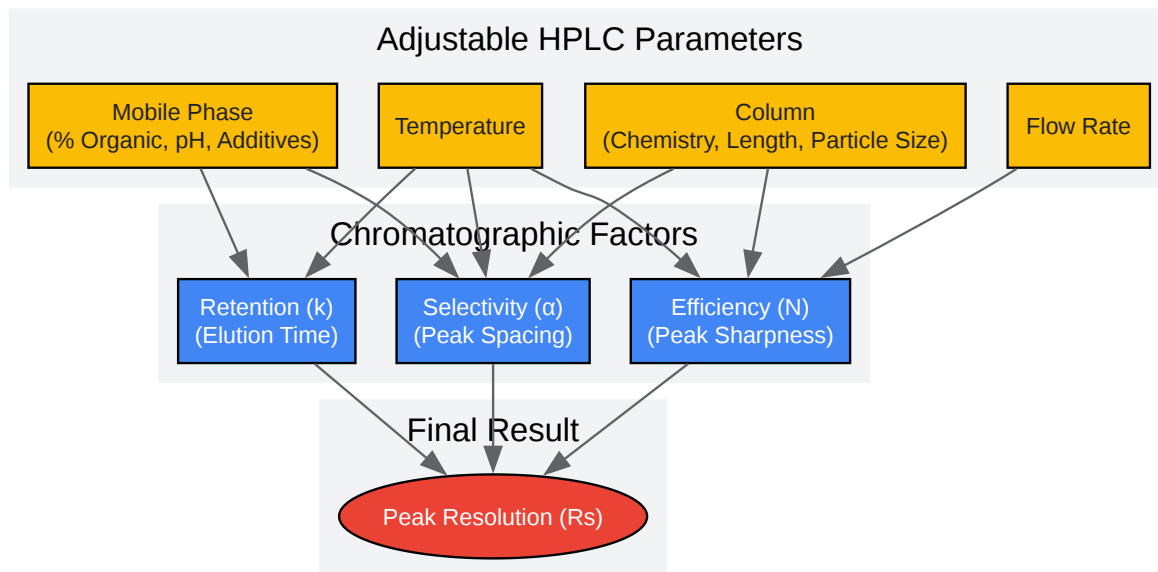 Adjustable HPLC Parameters
Mobile Phase
(% Organic, pH, Additives)
Temperature
Column
(Chemistry, Length, Particle Size)
Flow Rate
Chromatographic Factors
Retention (k)
(Elution Time)
Selectivity (α)
(Peak Spacing)
Efficiency (N)
(Peak Sharpness)
Final Result
Peak Resolution (Rs)